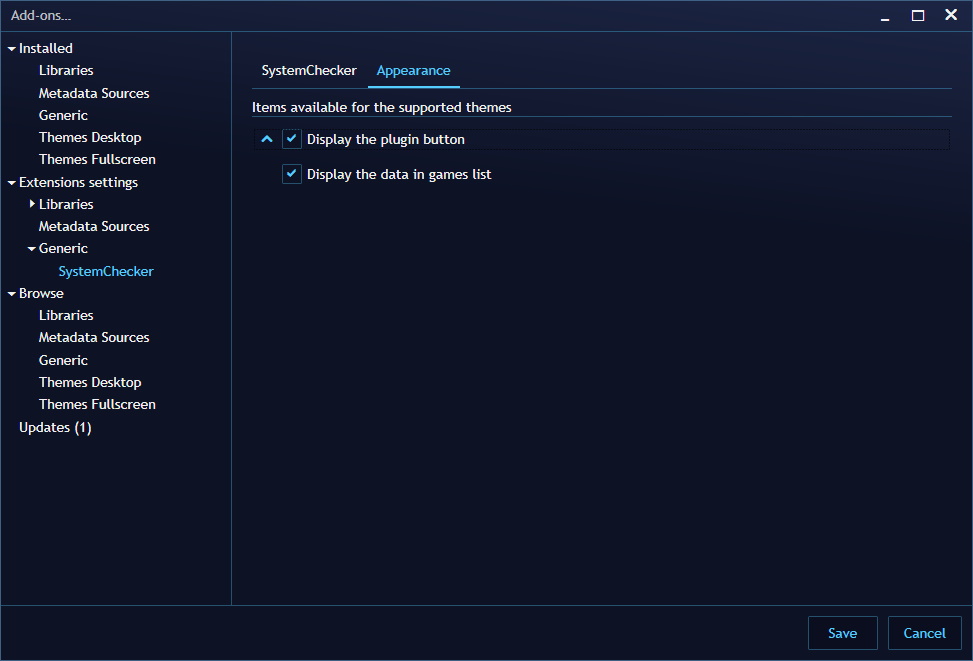 Add-ons...
Installed
Libraries
Metadata Sources
Generic
Themes Desktop
Themes Fullscreen
Extensions settings
Libraries
Metadata Sources
Generic
SystemChecker
Browse
Libraries
Metadata Sources
Generic
Themes Desktop
Themes Fullscreen
Updates (1)
SystemChecker Appearance
Items available for the supported themes
Display the plugin button
Display the data in games list
Save Cancel